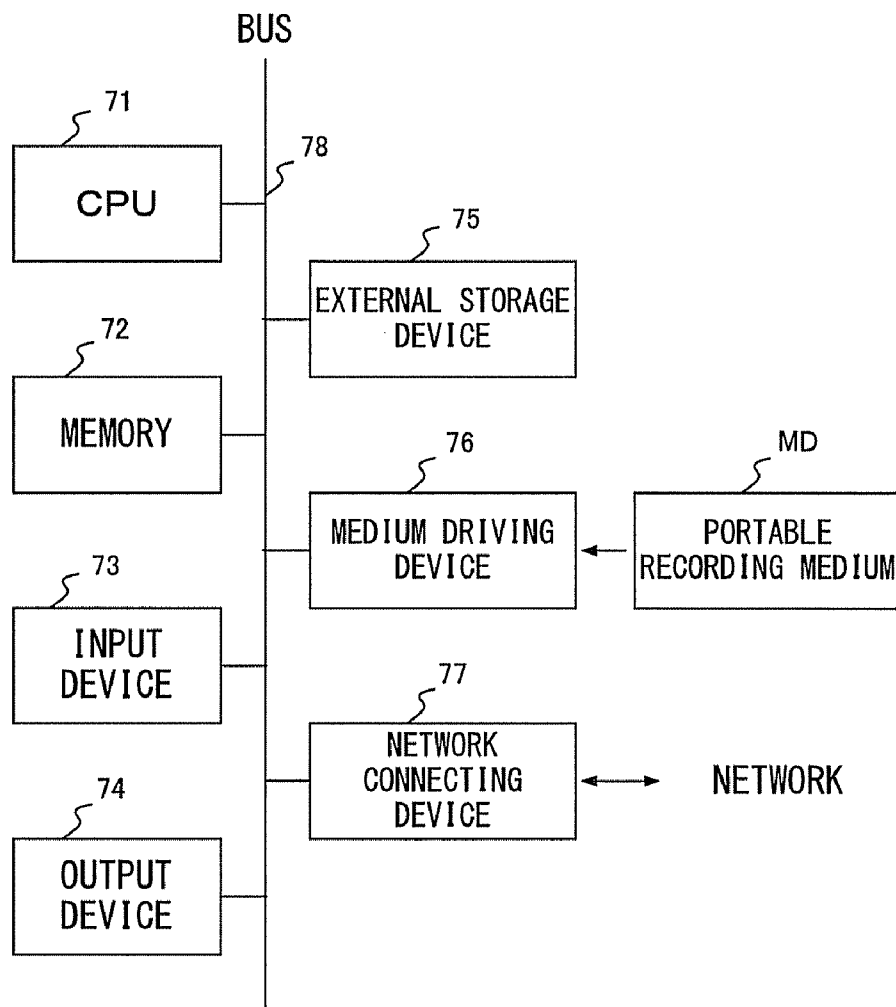 BUS
71
CPU
78
75
EXTERNAL STORAGE
DEVICE
72
MEMORY
76
MEDIUM DRIVING
DEVICE
MD
PORTABLE
RECORDING MEDIUM
73
INPUT
DEVICE
77
NETWORK
CONNECTING
DEVICE
NETWORK
74
OUTPUT
DEVICE